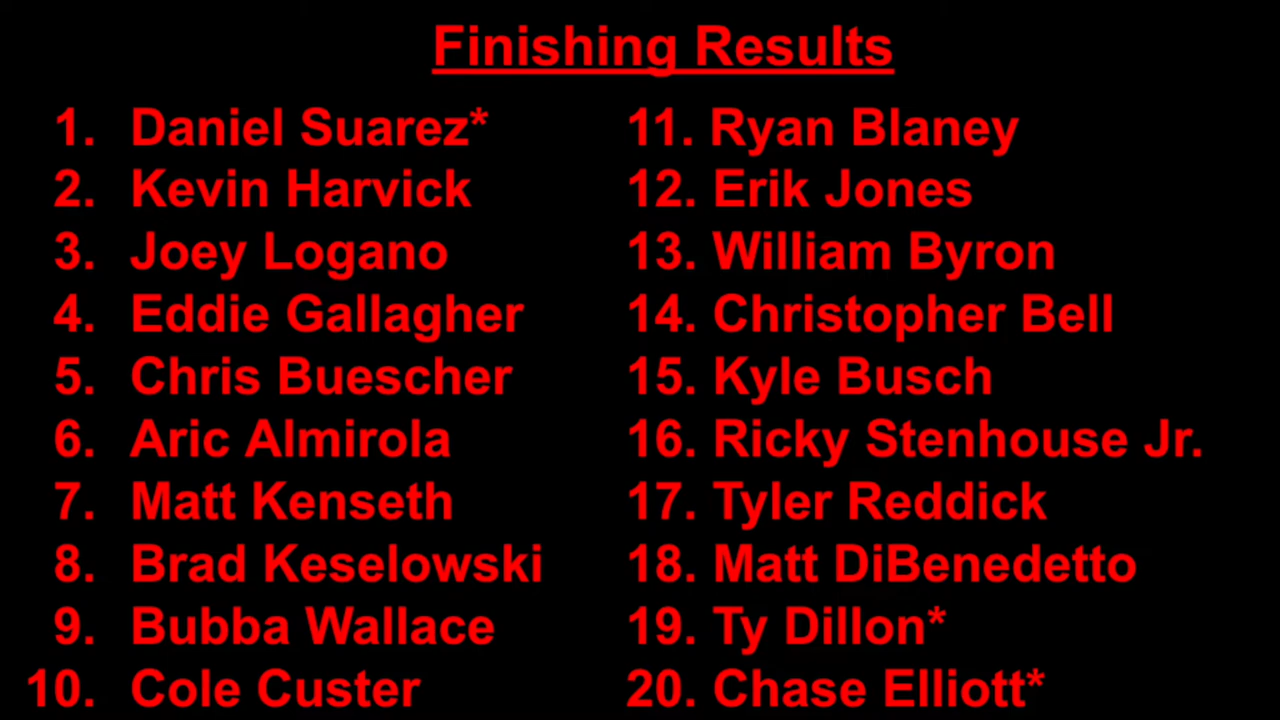 Finishing Results
1. Daniel Suarez*
2. Kevin Harvick
3. Joey Logano
4. Eddie Gallagher
5. Chris Buescher
6. Aric Almirola
7. Matt Kenseth
8. Brad Keselowski
9. Bubba Wallace
10. Cole Custer
11. Ryan Blaney
12. Erik Jones
13. William Byron
14. Christopher Bell
15. Kyle Busch
16. Ricky Stenhouse Jr.
17. Tyler Reddick
18. Matt DiBenedetto
19. Ty Dillon*
20. Chase Elliott*